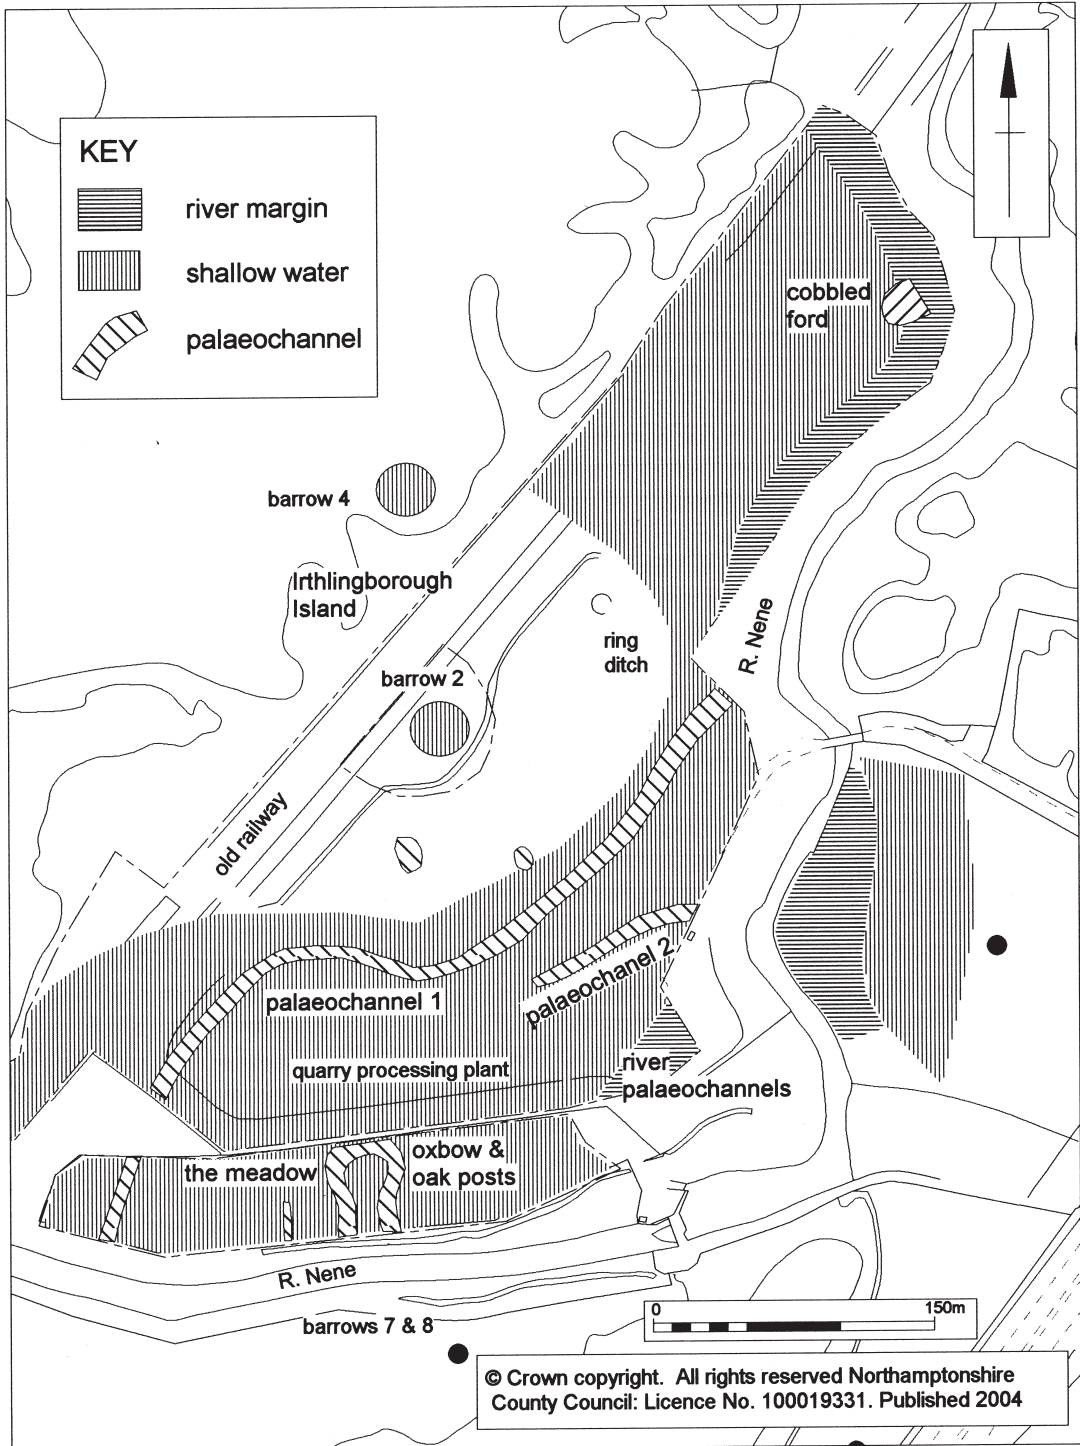 KEY
river margin
shallow water
palaeochannel
cobbled
ford
barrow 4
Irthlingborough
Island
ring
ditch
R. Nene
barrow 2
old railway
palaeochannel 1
palaeochanel 2
quarry processing plant
river
palaeochannels
the meadow
oxbow &
oak posts
R. Nene
barrows 7 & 8
0 150m
© Crown copyright. All rights reserved Northamptonshire
County Council: Licence No. 100019331. Published 2004